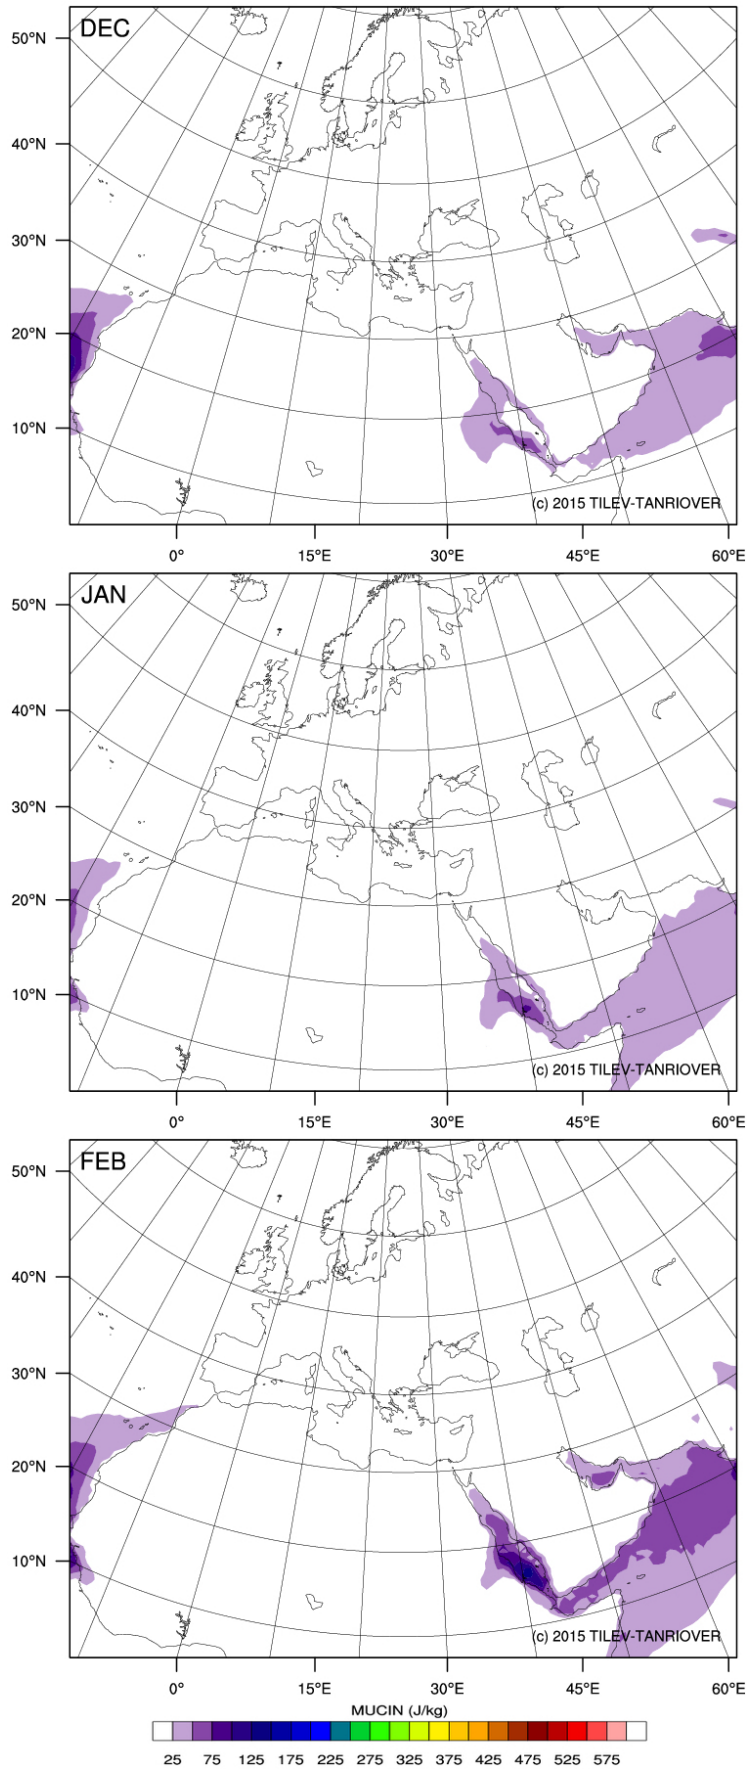 DEC
50°N
40°N
30°N
20°N
10°N
(c) 2015 TILEV-TANRIOVER
0° 15°E 30°E 45°E 60°E
JAN
50°N
40°N
30°N
20°N
10°N
(c) 2015 TILEV-TANRIOVER
0° 15°E 30°E 45°E 60°E
FEB
50°N
40°N
30°N
20°N
10°N
(c) 2015 TILEV-TANRIOVER
0° 15°E 30°E 45°E 60°E
MUCIN (J/kg)
25 75 125 175 225 275 325 375 425 475 525 575